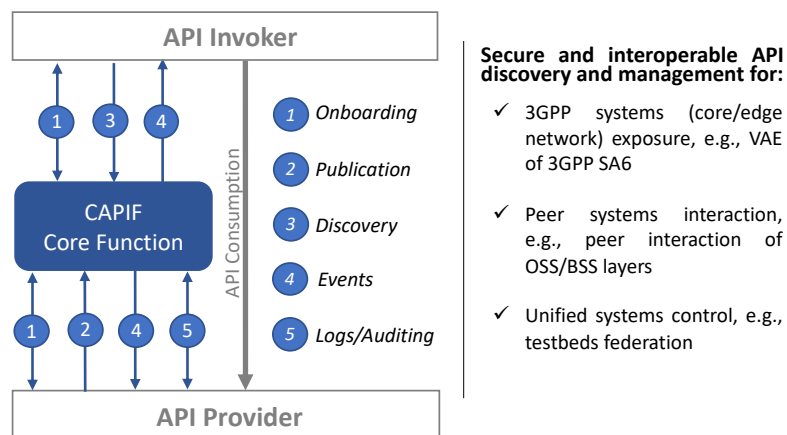 API Invoker
1
3
4
CAPIF
Core Function
1
2
4
5
API Consumption
1 Onboarding
2 Publication
3 Discovery
4 Events
5 Logs/Auditing
API Provider
Secure and interoperable API
discovery and management for:
✓ 3GPP systems (core/edge
network) exposure, e.g., VAE
of 3GPP SA6
✓ Peer systems interaction,
e.g., peer interaction of
OSS/BSS layers
✓ Unified systems control, e.g.,
testbeds federation